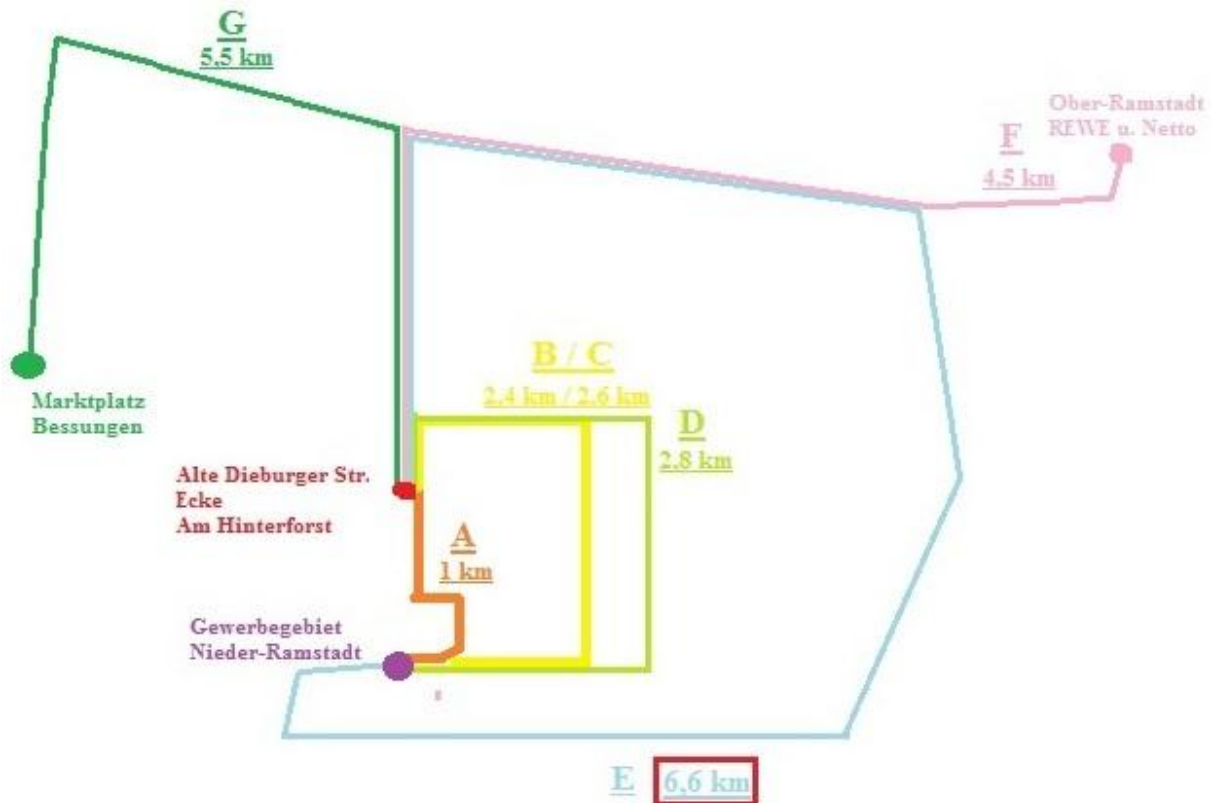 G
5,5 km
Ober-Ramstadt
REWE u. Netto
F
4,5 km
B / C
2,4 km / 2,6 km
D
2,8 km
Marktplatz
Bessungen
Alte Dieburger Str.
Ecke
Am Hinterforst
A
1 km
Gewerbegebiet
Nieder-Ramstadt
E 6,6 km